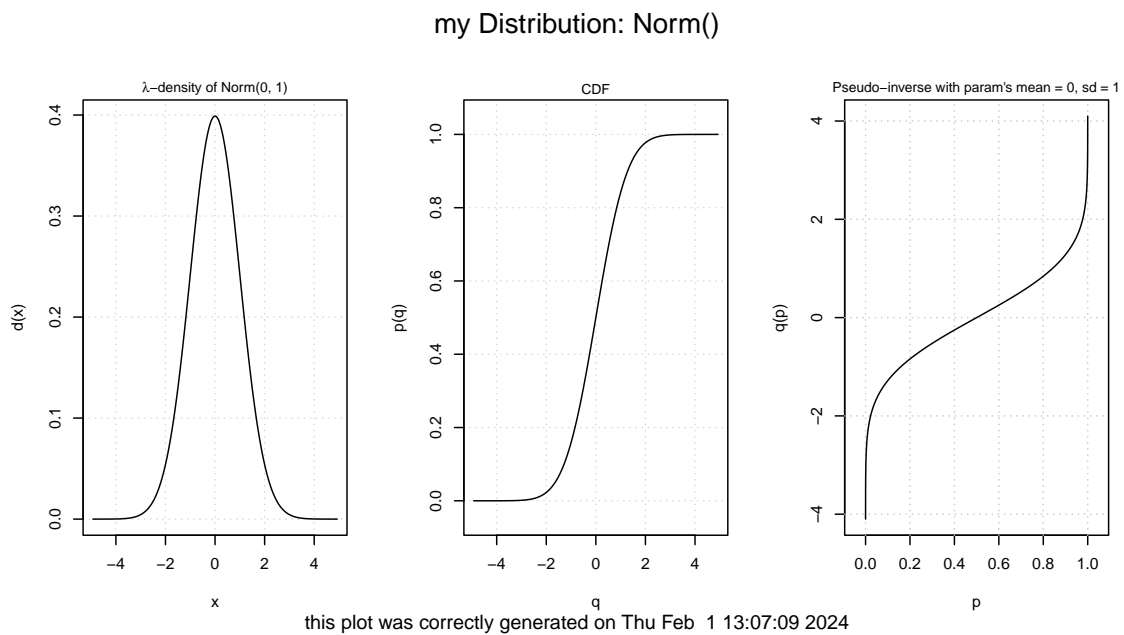 my Distribution: Norm()
λ−density of Norm(0, 1)
d(x)
0.0 0.1 0.2 0.3 0.4
−4 −2 0 2 4
x
CDF
p(q)
0.0 0.2 0.4 0.6 0.8 1.0
−4 −2 0 2 4
q
Pseudo−inverse with param's mean = 0, sd = 1
q(p)
−4 −2 0 2 4
0.0 0.2 0.4 0.6 0.8 1.0
p
this plot was correctly generated on Thu Feb  1 13:07:09 2024